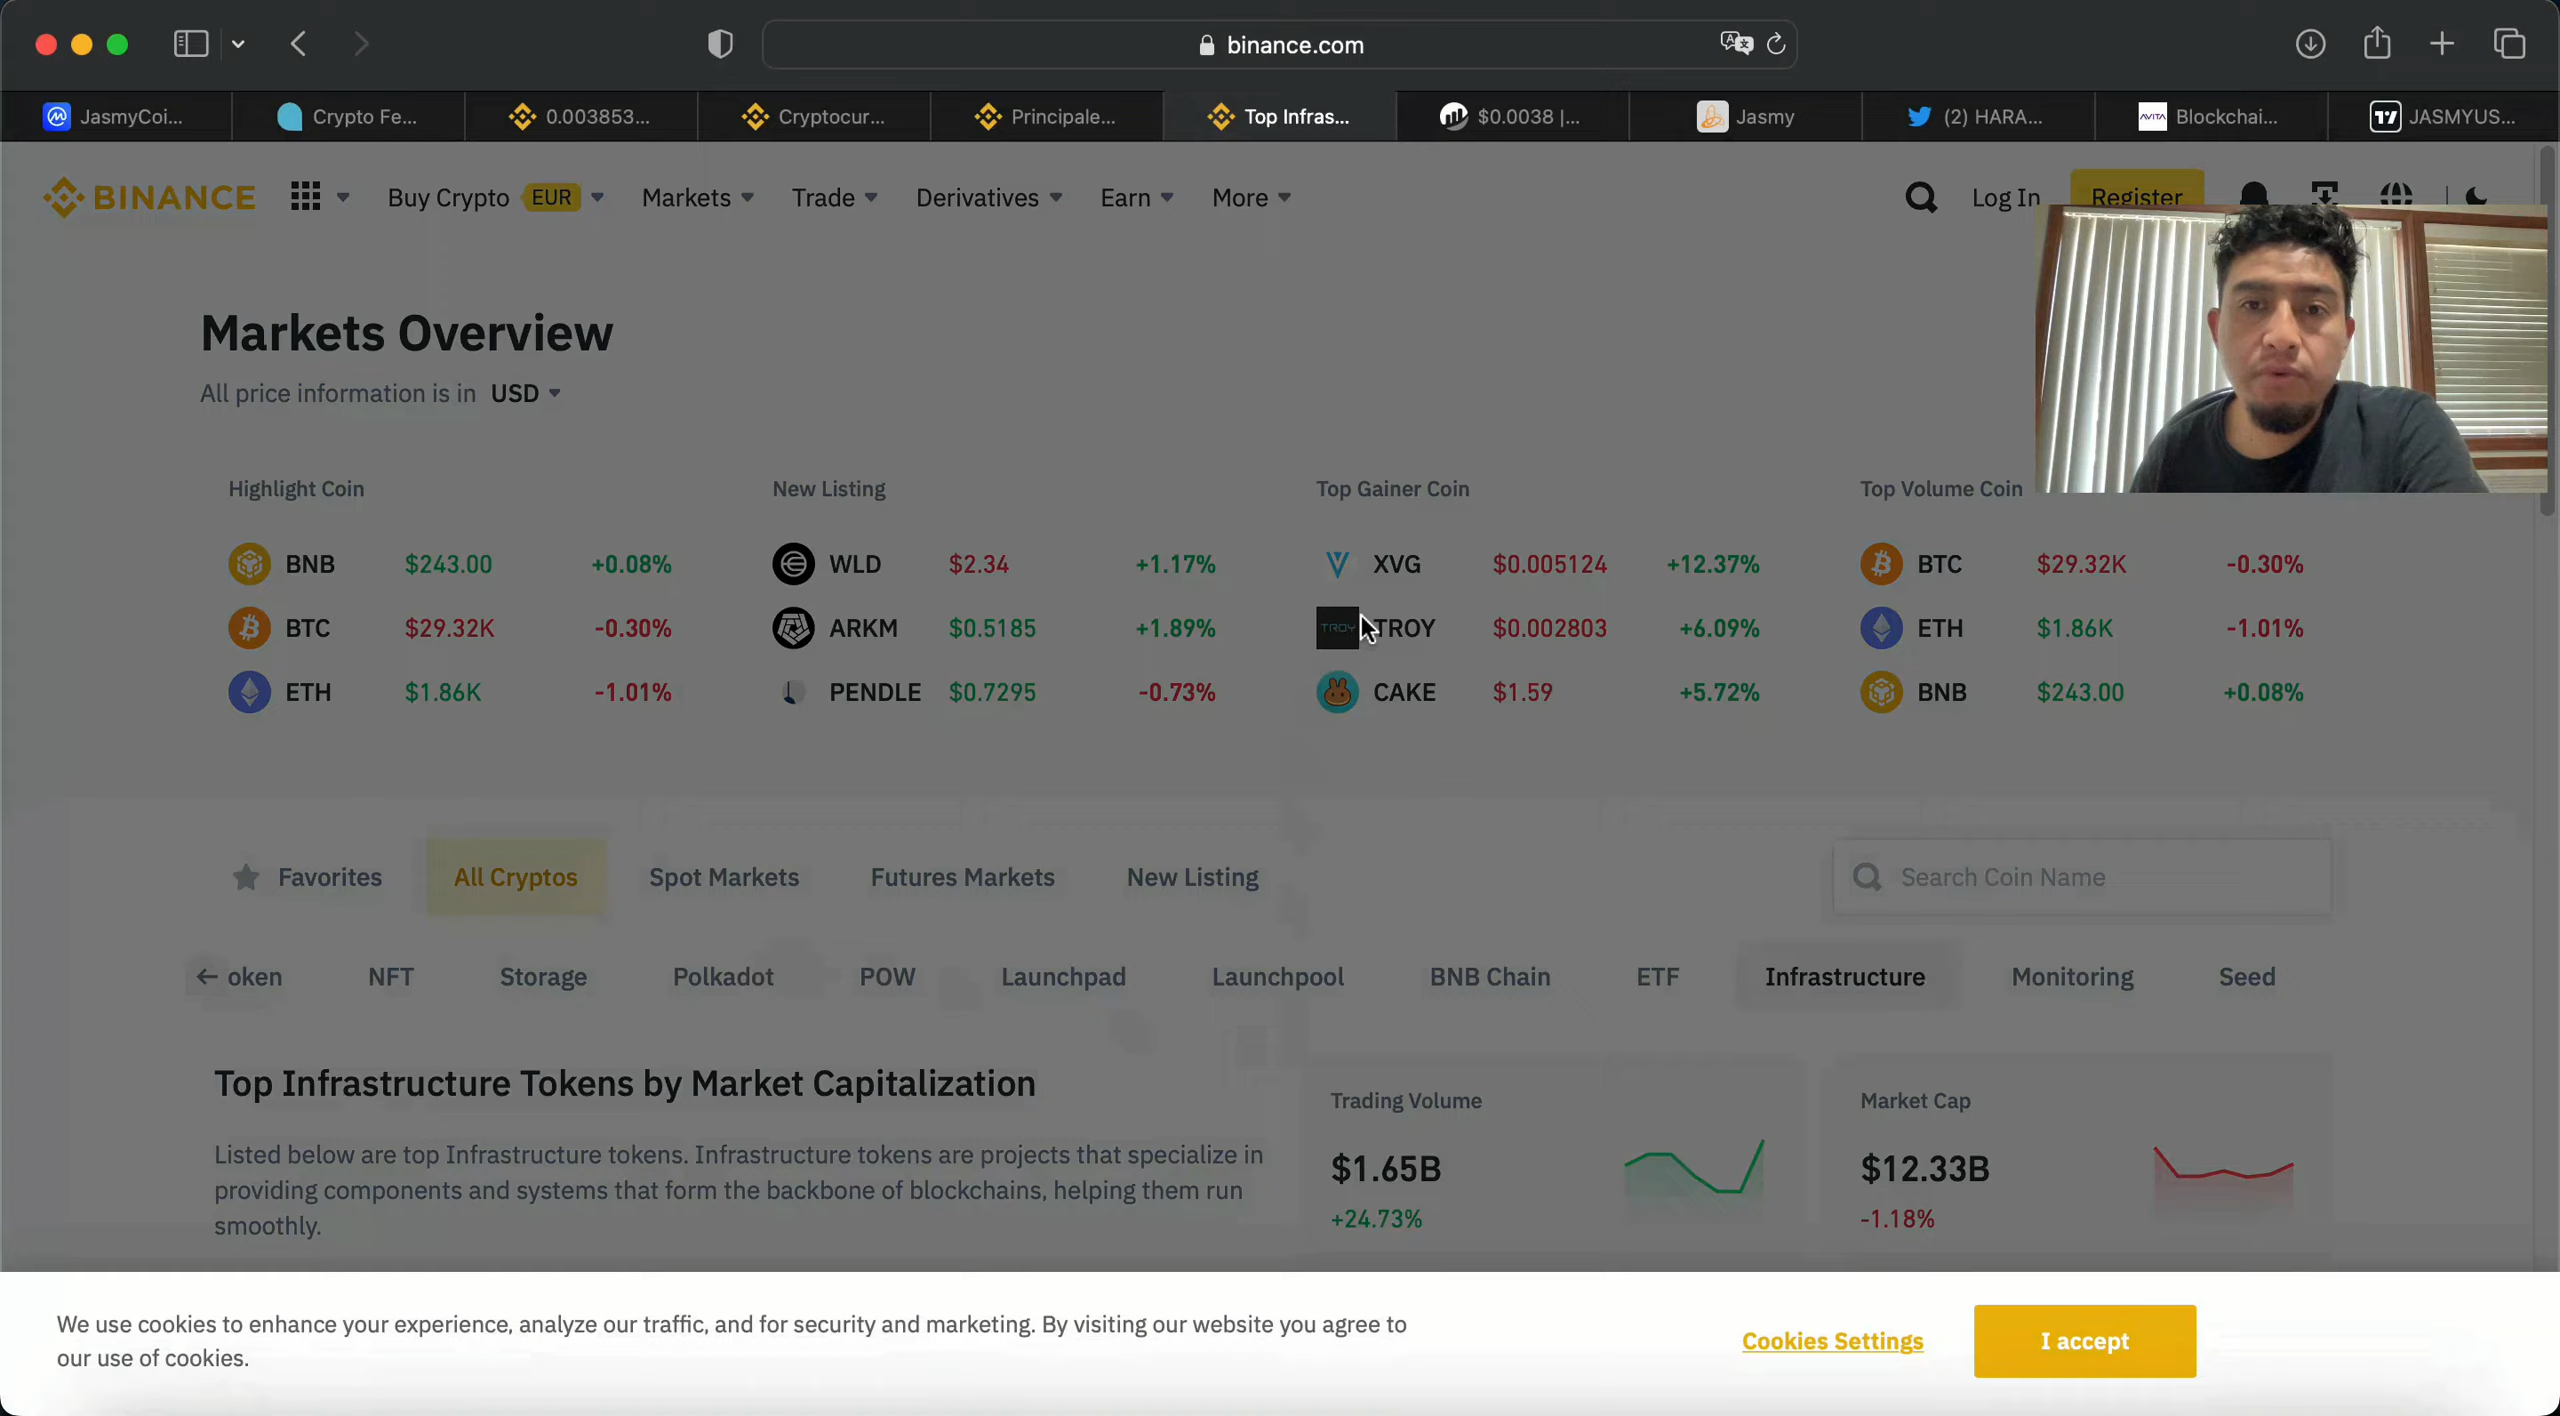 binance.com
JasmyCoi...
Crypto Fe...
0.003853...
Cryptocur...
Principale...
Top Infras...
$0.0038 |...
Jasmy
(2) HARA...
AVITA Blockchai...
JASMYUS...
BINANCE
Buy Crypto EUR
Markets
Trade
Derivatives
Earn
More
Log In
Register
Markets Overview
All price information is in USD
Highlight Coin
BNB $243.00 +0.08%
BTC $29.32K -0.30%
ETH $1.86K -1.01%
New Listing
WLD $2.34 +1.17%
ARKM $0.5185 +1.89%
PENDLE $0.7295 -0.73%
Top Gainer Coin
XVG $0.005124 +12.37%
TROY TROY $0.002803 +6.09%
CAKE $1.59 +5.72%
Top Volume Coin
BTC $29.32K -0.30%
ETH $1.86K -1.01%
BNB $243.00 +0.08%
Favorites
All Cryptos
Spot Markets
Futures Markets
New Listing
Search Coin Name
oken
NFT
Storage
Polkadot
POW
Launchpad
Launchpool
BNB Chain
ETF
Infrastructure
Monitoring
Seed
Top Infrastructure Tokens by Market Capitalization
Listed below are top Infrastructure tokens. Infrastructure tokens are projects that specialize in
providing components and systems that form the backbone of blockchains, helping them run
smoothly.
Trading Volume
$1.65B
+24.73%
Market Cap
$12.33B
-1.18%
We use cookies to enhance your experience, analyze our traffic, and for security and marketing. By visiting our website you agree to
our use of cookies.
Cookies Settings
I accept